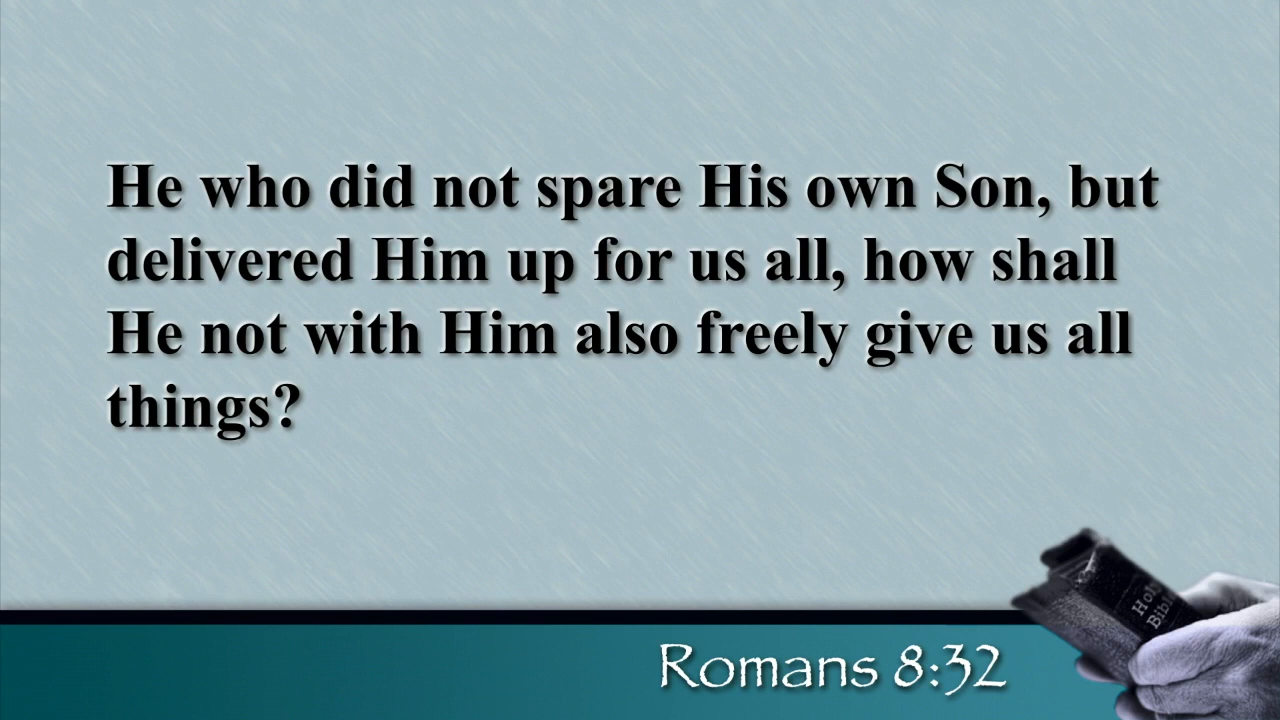 He who did not spare His own Son, but
delivered Him up for us all, how shall
He not with Him also freely give us all
things?
Holy
Bible
Romans 8:32